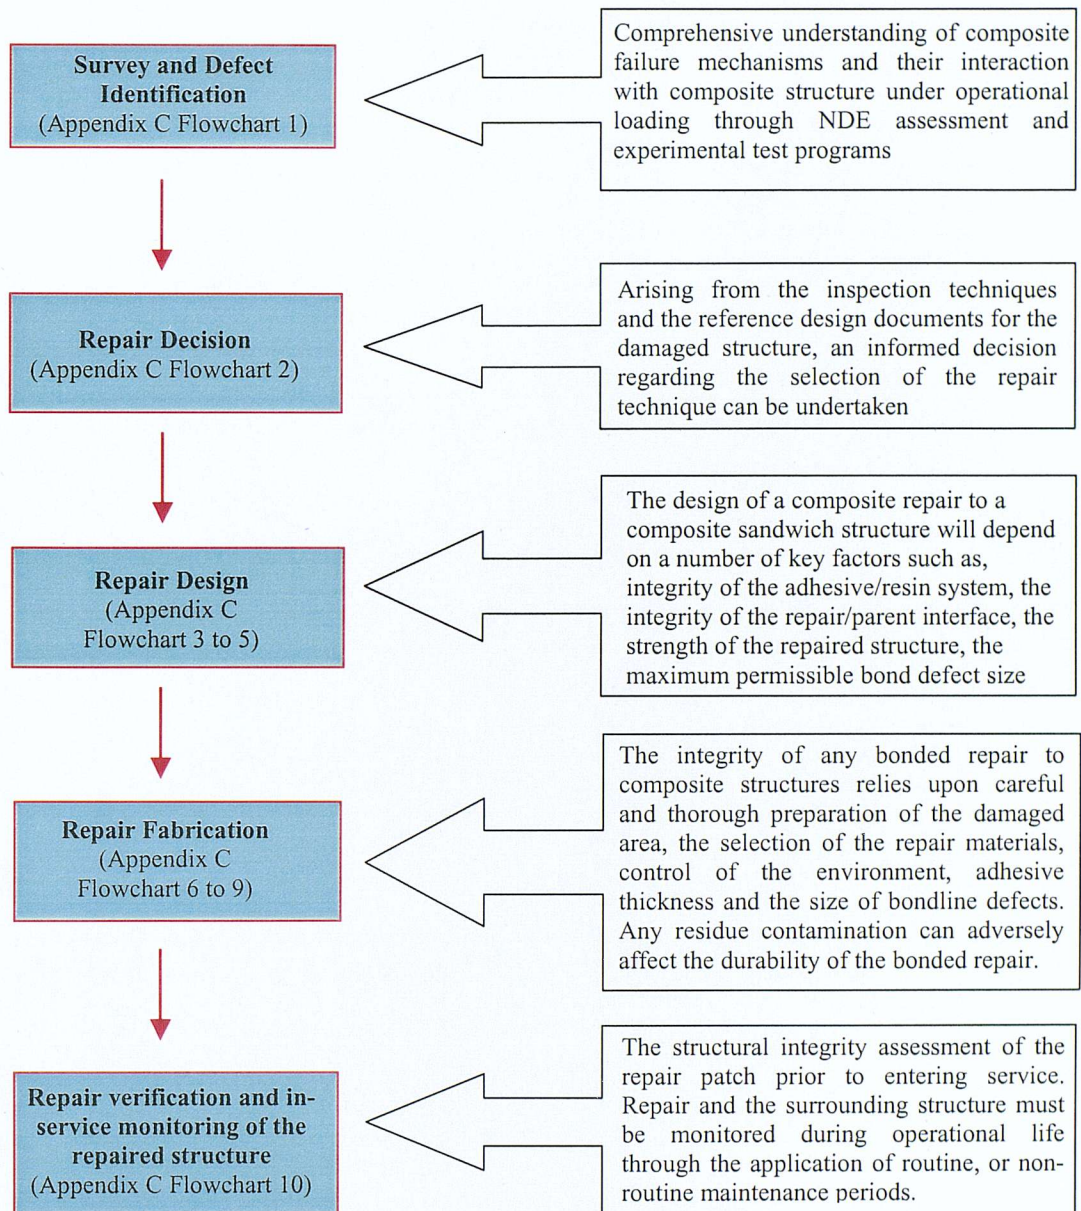 Survey and Defect
Identification
(Appendix C Flowchart 1)
Comprehensive understanding of composite
failure mechanisms and their interaction
with composite structure under operational
loading through NDE assessment and
experimental test programs
Repair Decision
(Appendix C Flowchart 2)
Arising from the inspection techniques
and the reference design documents for the
damaged structure, an informed decision
regarding the selection of the repair
technique can be undertaken
Repair Design
(Appendix C
Flowchart 3 to 5)
The design of a composite repair to a
composite sandwich structure will depend
on a number of key factors such as,
integrity of the adhesive/resin system, the
integrity of the repair/parent interface, the
strength of the repaired structure, the
maximum permissible bond defect size
Repair Fabrication
(Appendix C
Flowchart 6 to 9)
The integrity of any bonded repair to
composite structures relies upon careful
and thorough preparation of the damaged
area, the selection of the repair materials,
control of the environment, adhesive
thickness and the size of bondline defects.
Any residue contamination can adversely
affect the durability of the bonded repair.
Repair verification and in-
service monitoring of the
repaired structure
(Appendix C Flowchart 10)
The structural integrity assessment of the
repair patch prior to entering service.
Repair and the surrounding structure must
be monitored during operational life
through the application of routine, or non-
routine maintenance periods.